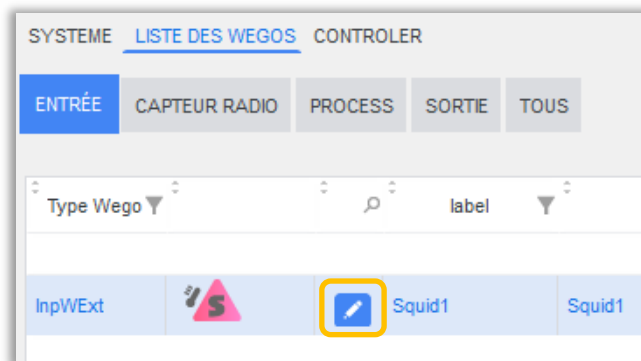 SYSTEME LISTE DES WEGOS CONTROLER
ENTRÉE CAPTEUR RADIO PROCESS SORTIE TOUS
Type Wego label
InpWExt S Squid1 Squid1